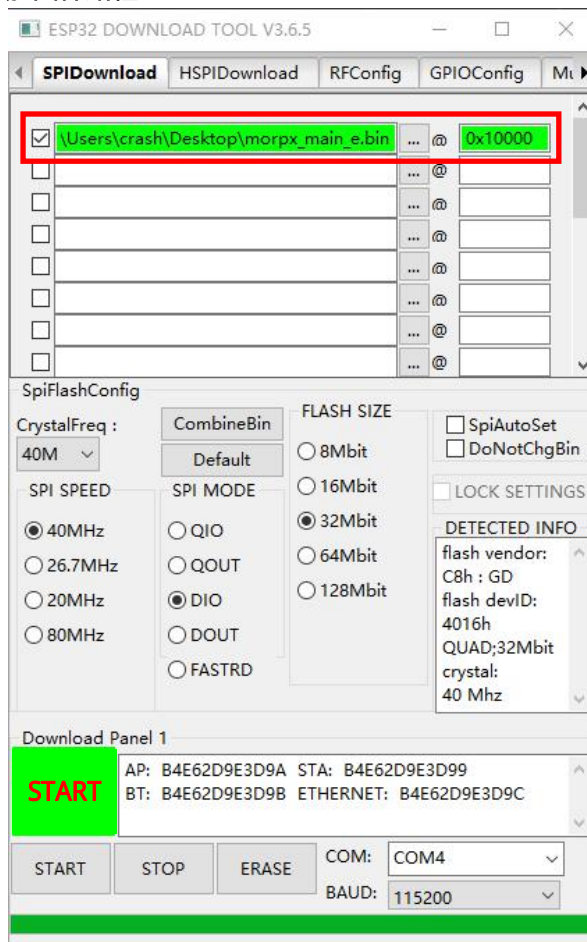 ESP32 DOWNLOAD TOOL V3.6.5
SPIDownload HSPIDownload RFConfig GPIOConfig
\Users\crash\Desktop\morpx_main_e.bin ... @ 0x10000
... @
... @
... @
... @
... @
... @
... @
SpiFlashConfig
CrystalFreq :
40M
CombineBin
Default
SPI SPEED
40MHz
26.7MHz
20MHz
80MHz
SPI MODE
QIO
QOUT
DIO
DOUT
FASTRD
FLASH SIZE
8Mbit
16Mbit
32Mbit
64Mbit
128Mbit
SpiAutoSet
DoNotChgBin
LOCK SETTINGS
DETECTED INFO
flash vendor:
C8h : GD
flash devID:
4016h
QUAD;32Mbit
crystal:
40 Mhz
Download Panel 1
START
AP: B4E62D9E3D9A STA: B4E62D9E3D99
BT: B4E62D9E3D9B ETHERNET: B4E62D9E3D9C
START STOP ERASE
COM: COM4
BAUD: 115200